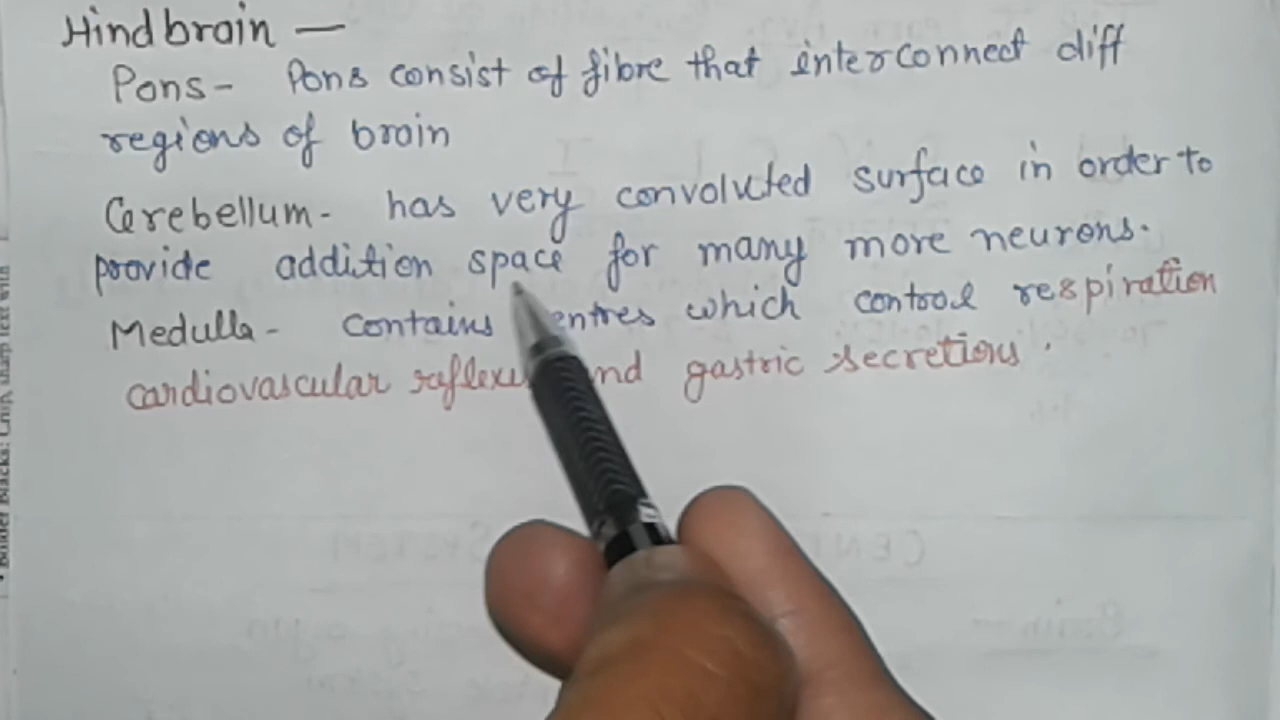 Hindbrain —
Pons- Pons consist of fibre that interconnect diff
regions of brain
Cerebellum- has very convoluted surface in order to
provide addition space for many more neurons.
Medulla- contains which control respiration
cardiovascular and gastric secretions.